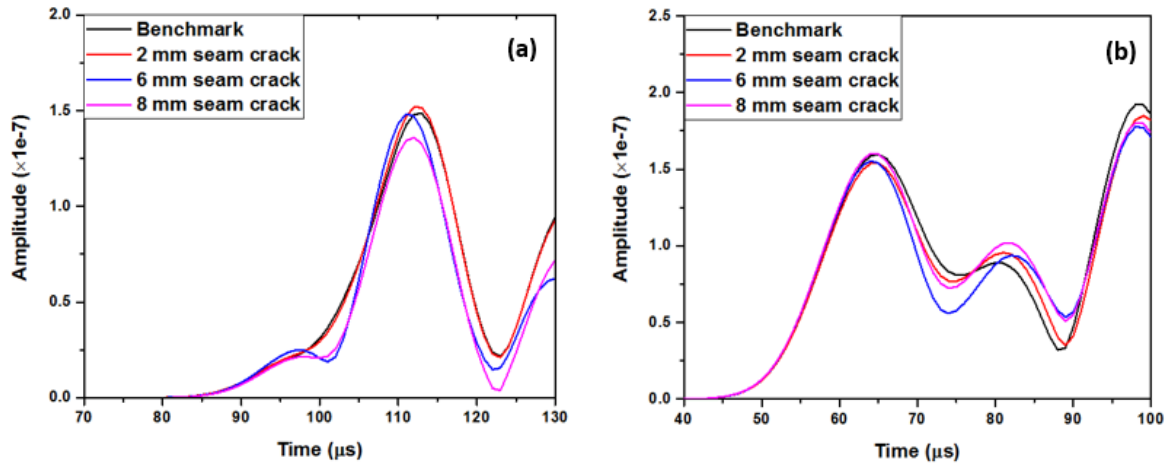 2.0
1.5
1.0
0.5
0.0
Amplitude (×1e-7)
Benchmark
2 mm seam crack
6 mm seam crack
8 mm seam crack
(a)
70 80 90 100 110 120 130
Time (μs)
2.5
2.0
1.5
1.0
0.5
0.0
Amplitude (×1e-7)
Benchmark
2 mm seam crack
6 mm seam crack
8 mm seam crack
(b)
40 50 60 70 80 90 100
Time (μs)